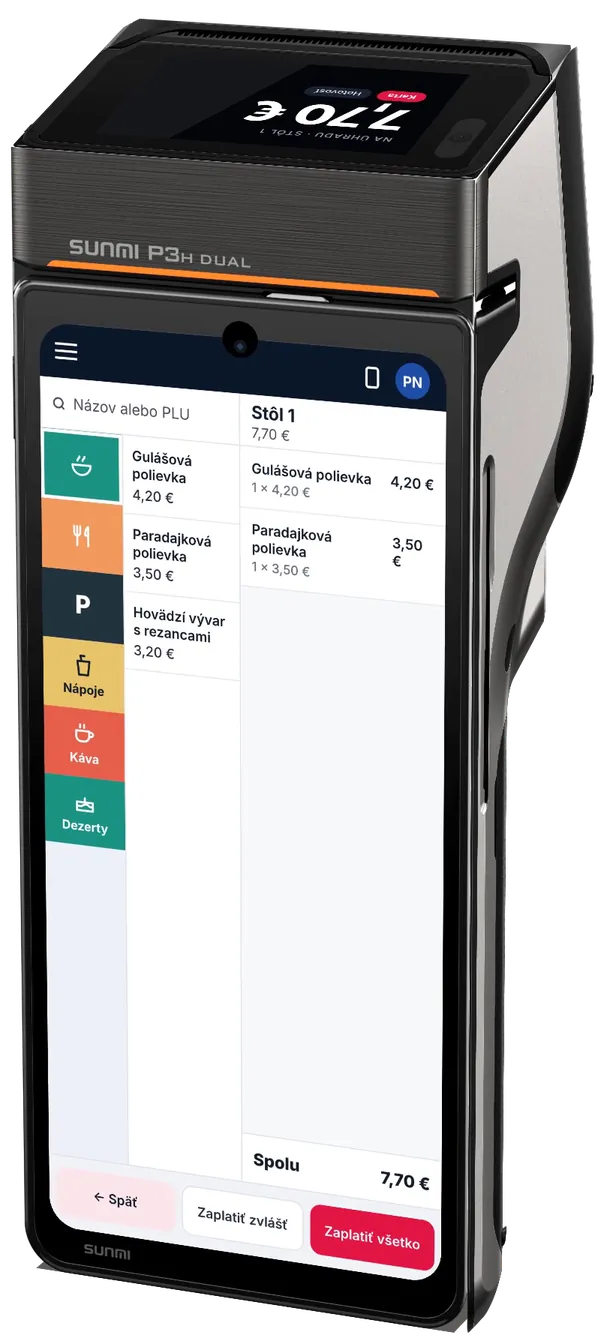 NA ÚHRADU · STÔL 1
7,70 €
Karta
Hotovosť
SUNMI P3H DUAL
PN
Názov alebo PLU
Stôl 1
7,70 €
Gulášová
polievka
4,20 €
Paradajková
polievka
3,50 €
Hovädzí vývar
s rezancami
3,20 €
P
Nápoje
Káva
Dezerty
Gulášová polievka
4,20 €
1 × 4,20 €
Paradajková
polievka
3,50
€
1 × 3,50 €
Spolu
7,70 €
← Späť
Zaplatiť zvlášť
Zaplatiť všetko
SUNMI